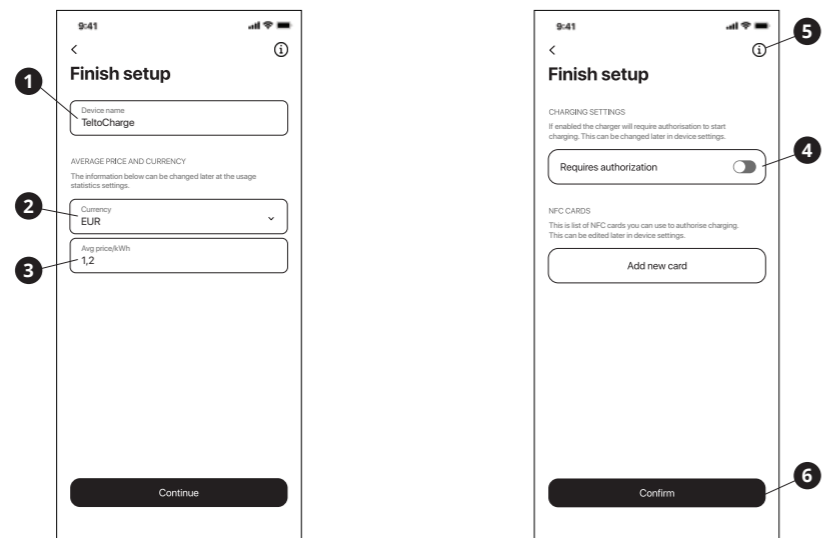 9:41
Finish setup
1
Device name
TeltoCharge
AVERAGE PRICE AND CURRENCY
The information below can be changed later at the usage
statistics settings.
2
Currency
EUR
Avg price/kWh
3
1,2
Continue
9:41
5
Finish setup
CHARGING SETTINGS
If enabled the charger will require authorisation to start
charging. This can be changed later in device settings.
4
Requires authorization
NFC CARDS
This is list of NFC cards you can use to authorise charging.
This can be edited later in device settings.
Add new card
6
Confirm